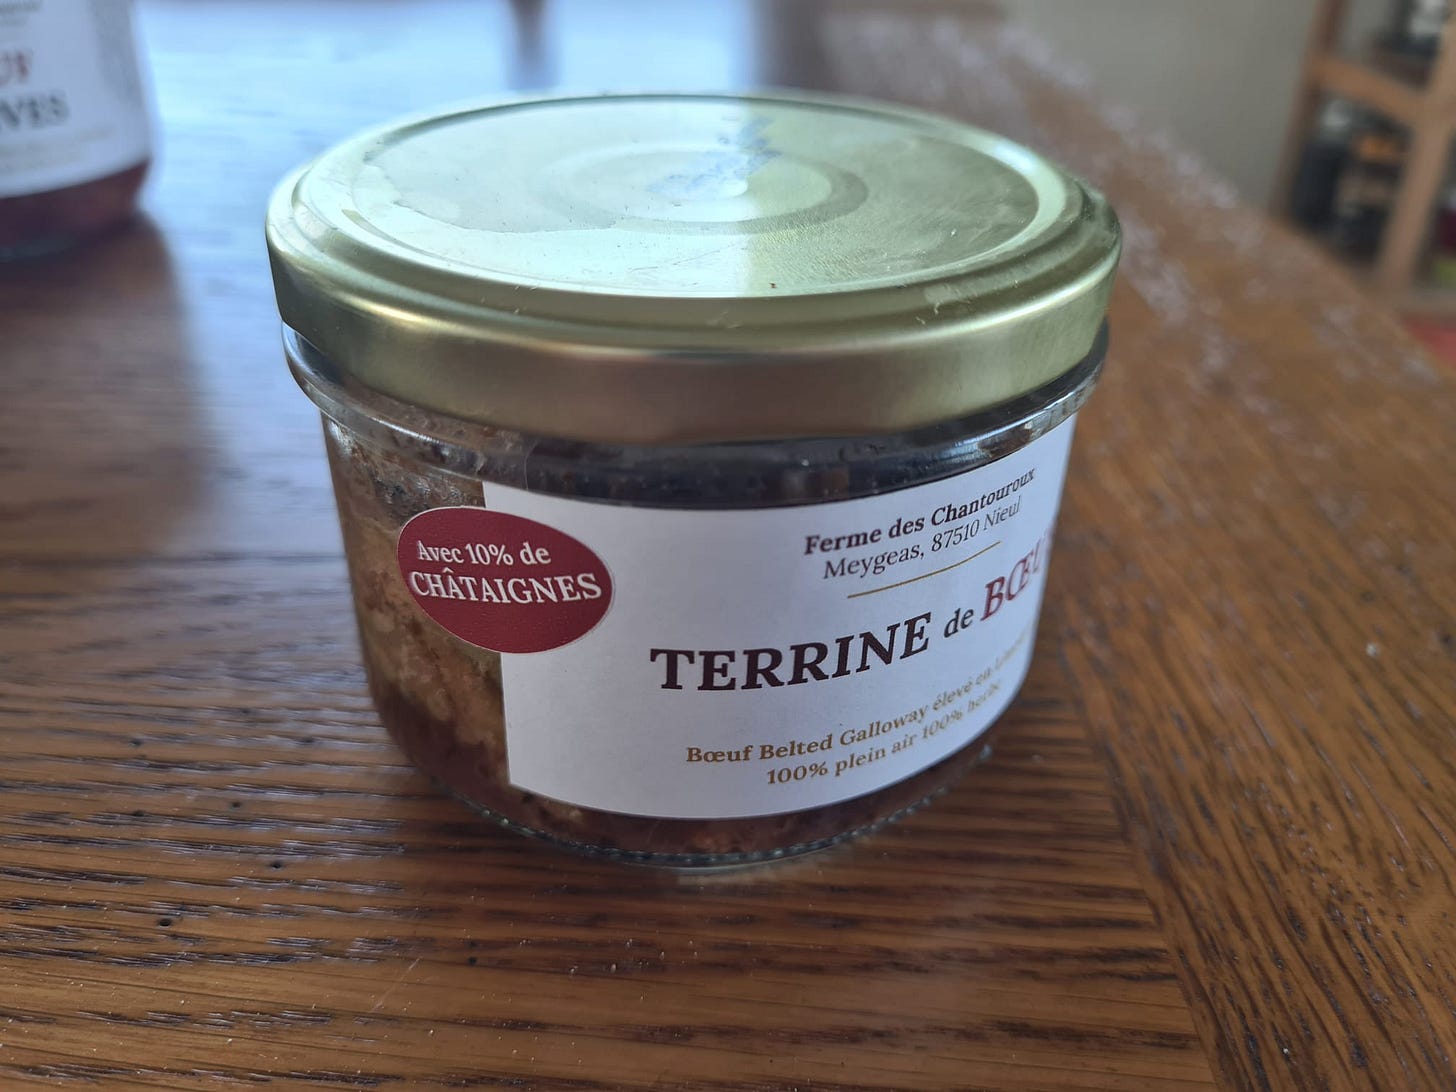 Avec 10% de
CHÂTAIGNES
Ferme des Chantouroux
Meygeas, 87510 Nieul
TERRINE de
Bœuf Belted Galloway élevé en
100% plein air 100% herbe